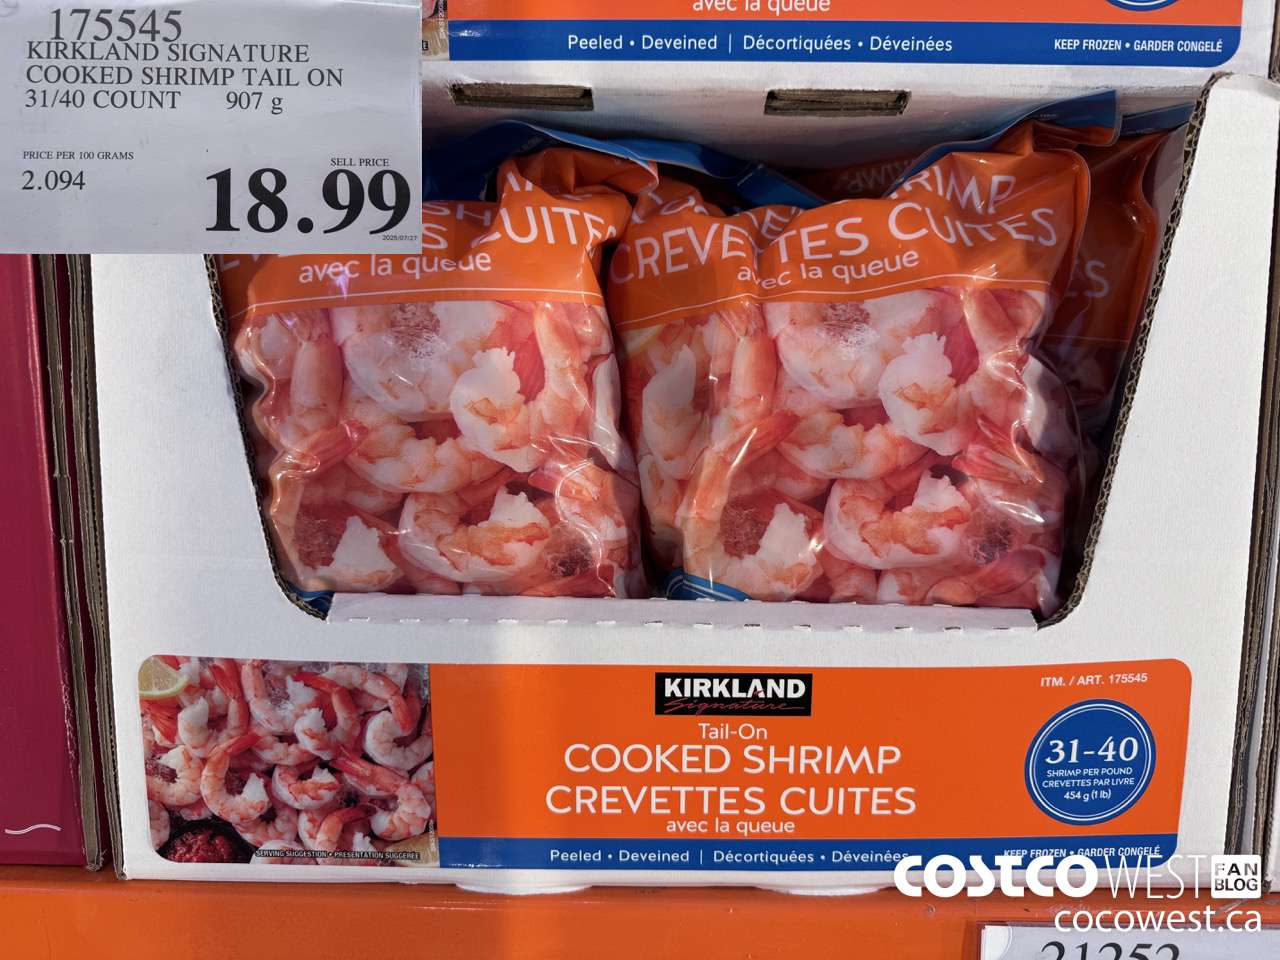 175545
KIRKLAND SIGNATURE
COOKED SHRIMP TAIL ON
31/40 COUNT 907 g
PRICE PER 100 GRAMS
2.094
SELL PRICE
18.99
2025/07/27
avec la queue
Peeled • Deveined | Décortiquées • Déveinées
KEEP FROZEN • GARDER CONGELÉ
CUITES
avec la queue
SHRIMP
CREVETTES CUITES
avec la queue
KIRKLAND
Signature
Tail-On
COOKED SHRIMP
CREVETTES CUITES
avec la queue
Peeled • Deveined | Décortiquées • Déveinées
KEEP FROZEN • GARDER CONGELÉ
SERVING SUGGESTION • PRÉSENTATION SUGGÉRÉE
ITM. / ART. 175545
31-40
SHRIMP PER POUND
CREVETTES PAR LIVRE
454 g (1 lb)
COSTCO WEST FAN BLOG
cocowest.ca
21252